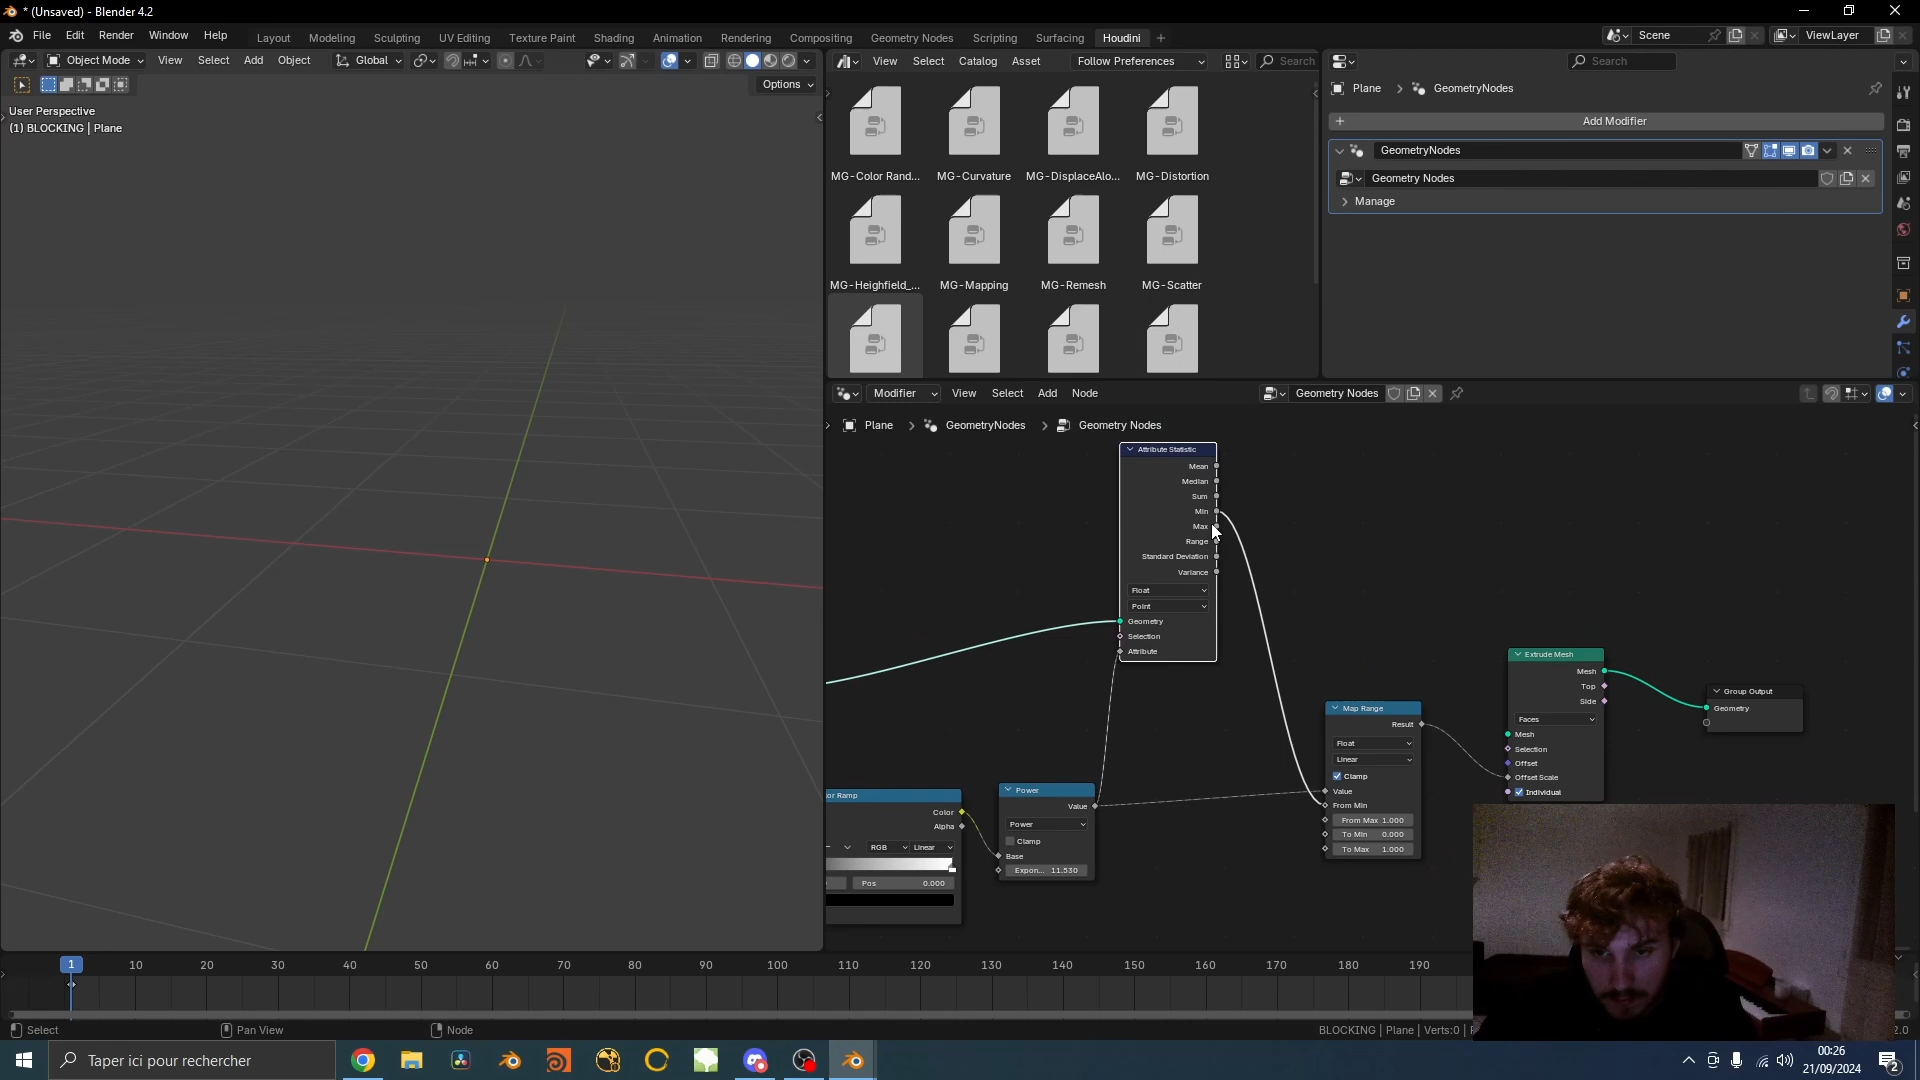 * (Unsaved) - Blender 4.2
File Edit Render Window Help
Layout Modeling Sculpting UV Editing Texture Paint Shading Animation Rendering Compositing Geometry Nodes Scripting Surfacing Houdini +
Scene
ViewLayer
Object Mode View Select Add Object Global
View Select Catalog Asset Follow Preferences Search
Search
Options
User Perspective
(1) BLOCKING | Plane
Plane > GeometryNodes
+ Add Modifier
GeometryNodes
Geometry Nodes
Manage
MG-Color Rand... MG-Curvature MG-DisplaceAlo... MG-Distortion
MG-Heighfield_... MG-Mapping MG-Remesh MG-Scatter
Modifier View Select Add Node Geometry Nodes
Plane > GeometryNodes > Geometry Nodes
Attribute Statistic
Mean
Median
Sum
Min
Max
Range
Standard Deviation
Variance
Float
Point
Geometry
Selection
Attribute
or Ramp
Color
Alpha
RGB Linear
Pos 0.000
Power
Value
Power
Clamp
Base
Expon... 11.530
Map Range
Result
Float
Linear
Clamp
Value
From Min
From Max 1.000
To Min 0.000
To Max 1.000
Extrude Mesh
Mesh
Top
Side
Faces
Mesh
Selection
Offset
Offset Scale
Individual
Group Output
Geometry
1 10 20 30 40 50 60 70 80 90 100 110 120 130 140 150 160 170 180 190
Select Pan View Node
BLOCKING | Plane | Verts:0 |
2.0
Taper ici pour rechercher
00:26
21/09/2024
2